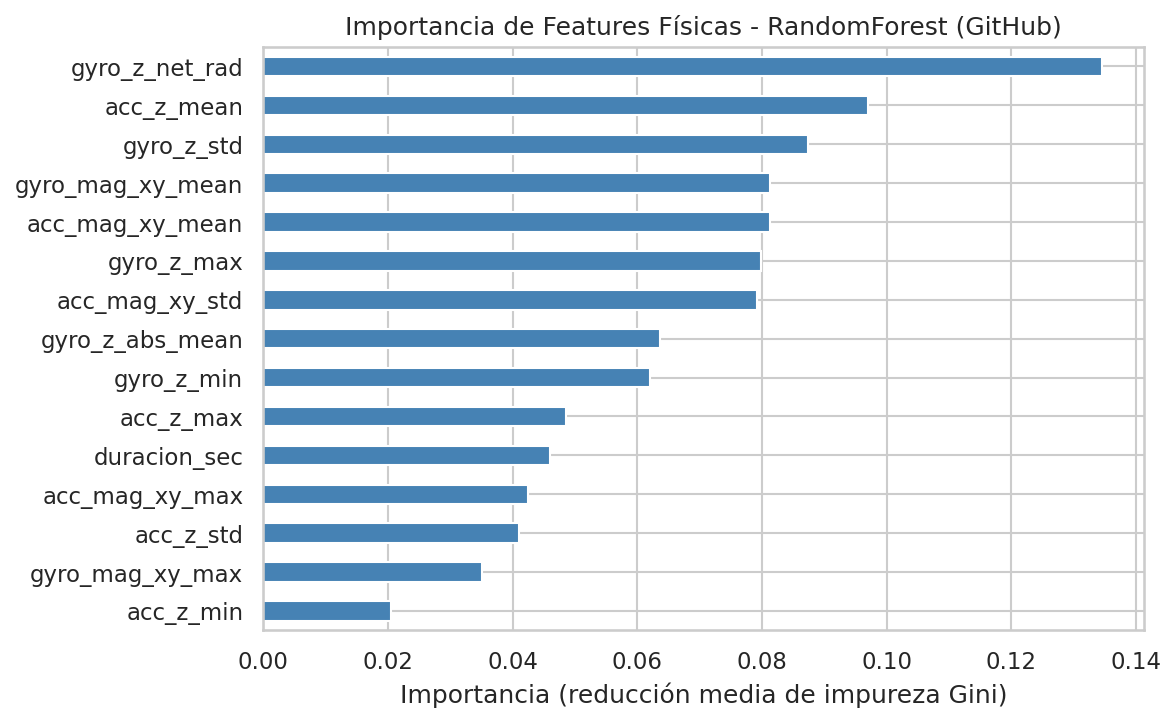 Importancia de Features Físicas - RandomForest (GitHub)
gyro_z_net_rad
acc_z_mean
gyro_z_std
gyro_mag_xy_mean
acc_mag_xy_mean
gyro_z_max
acc_mag_xy_std
gyro_z_abs_mean
gyro_z_min
acc_z_max
duracion_sec
acc_mag_xy_max
acc_z_std
gyro_mag_xy_max
acc_z_min
0.00 0.02 0.04 0.06 0.08 0.10 0.12 0.14
Importancia (reducción media de impureza Gini)